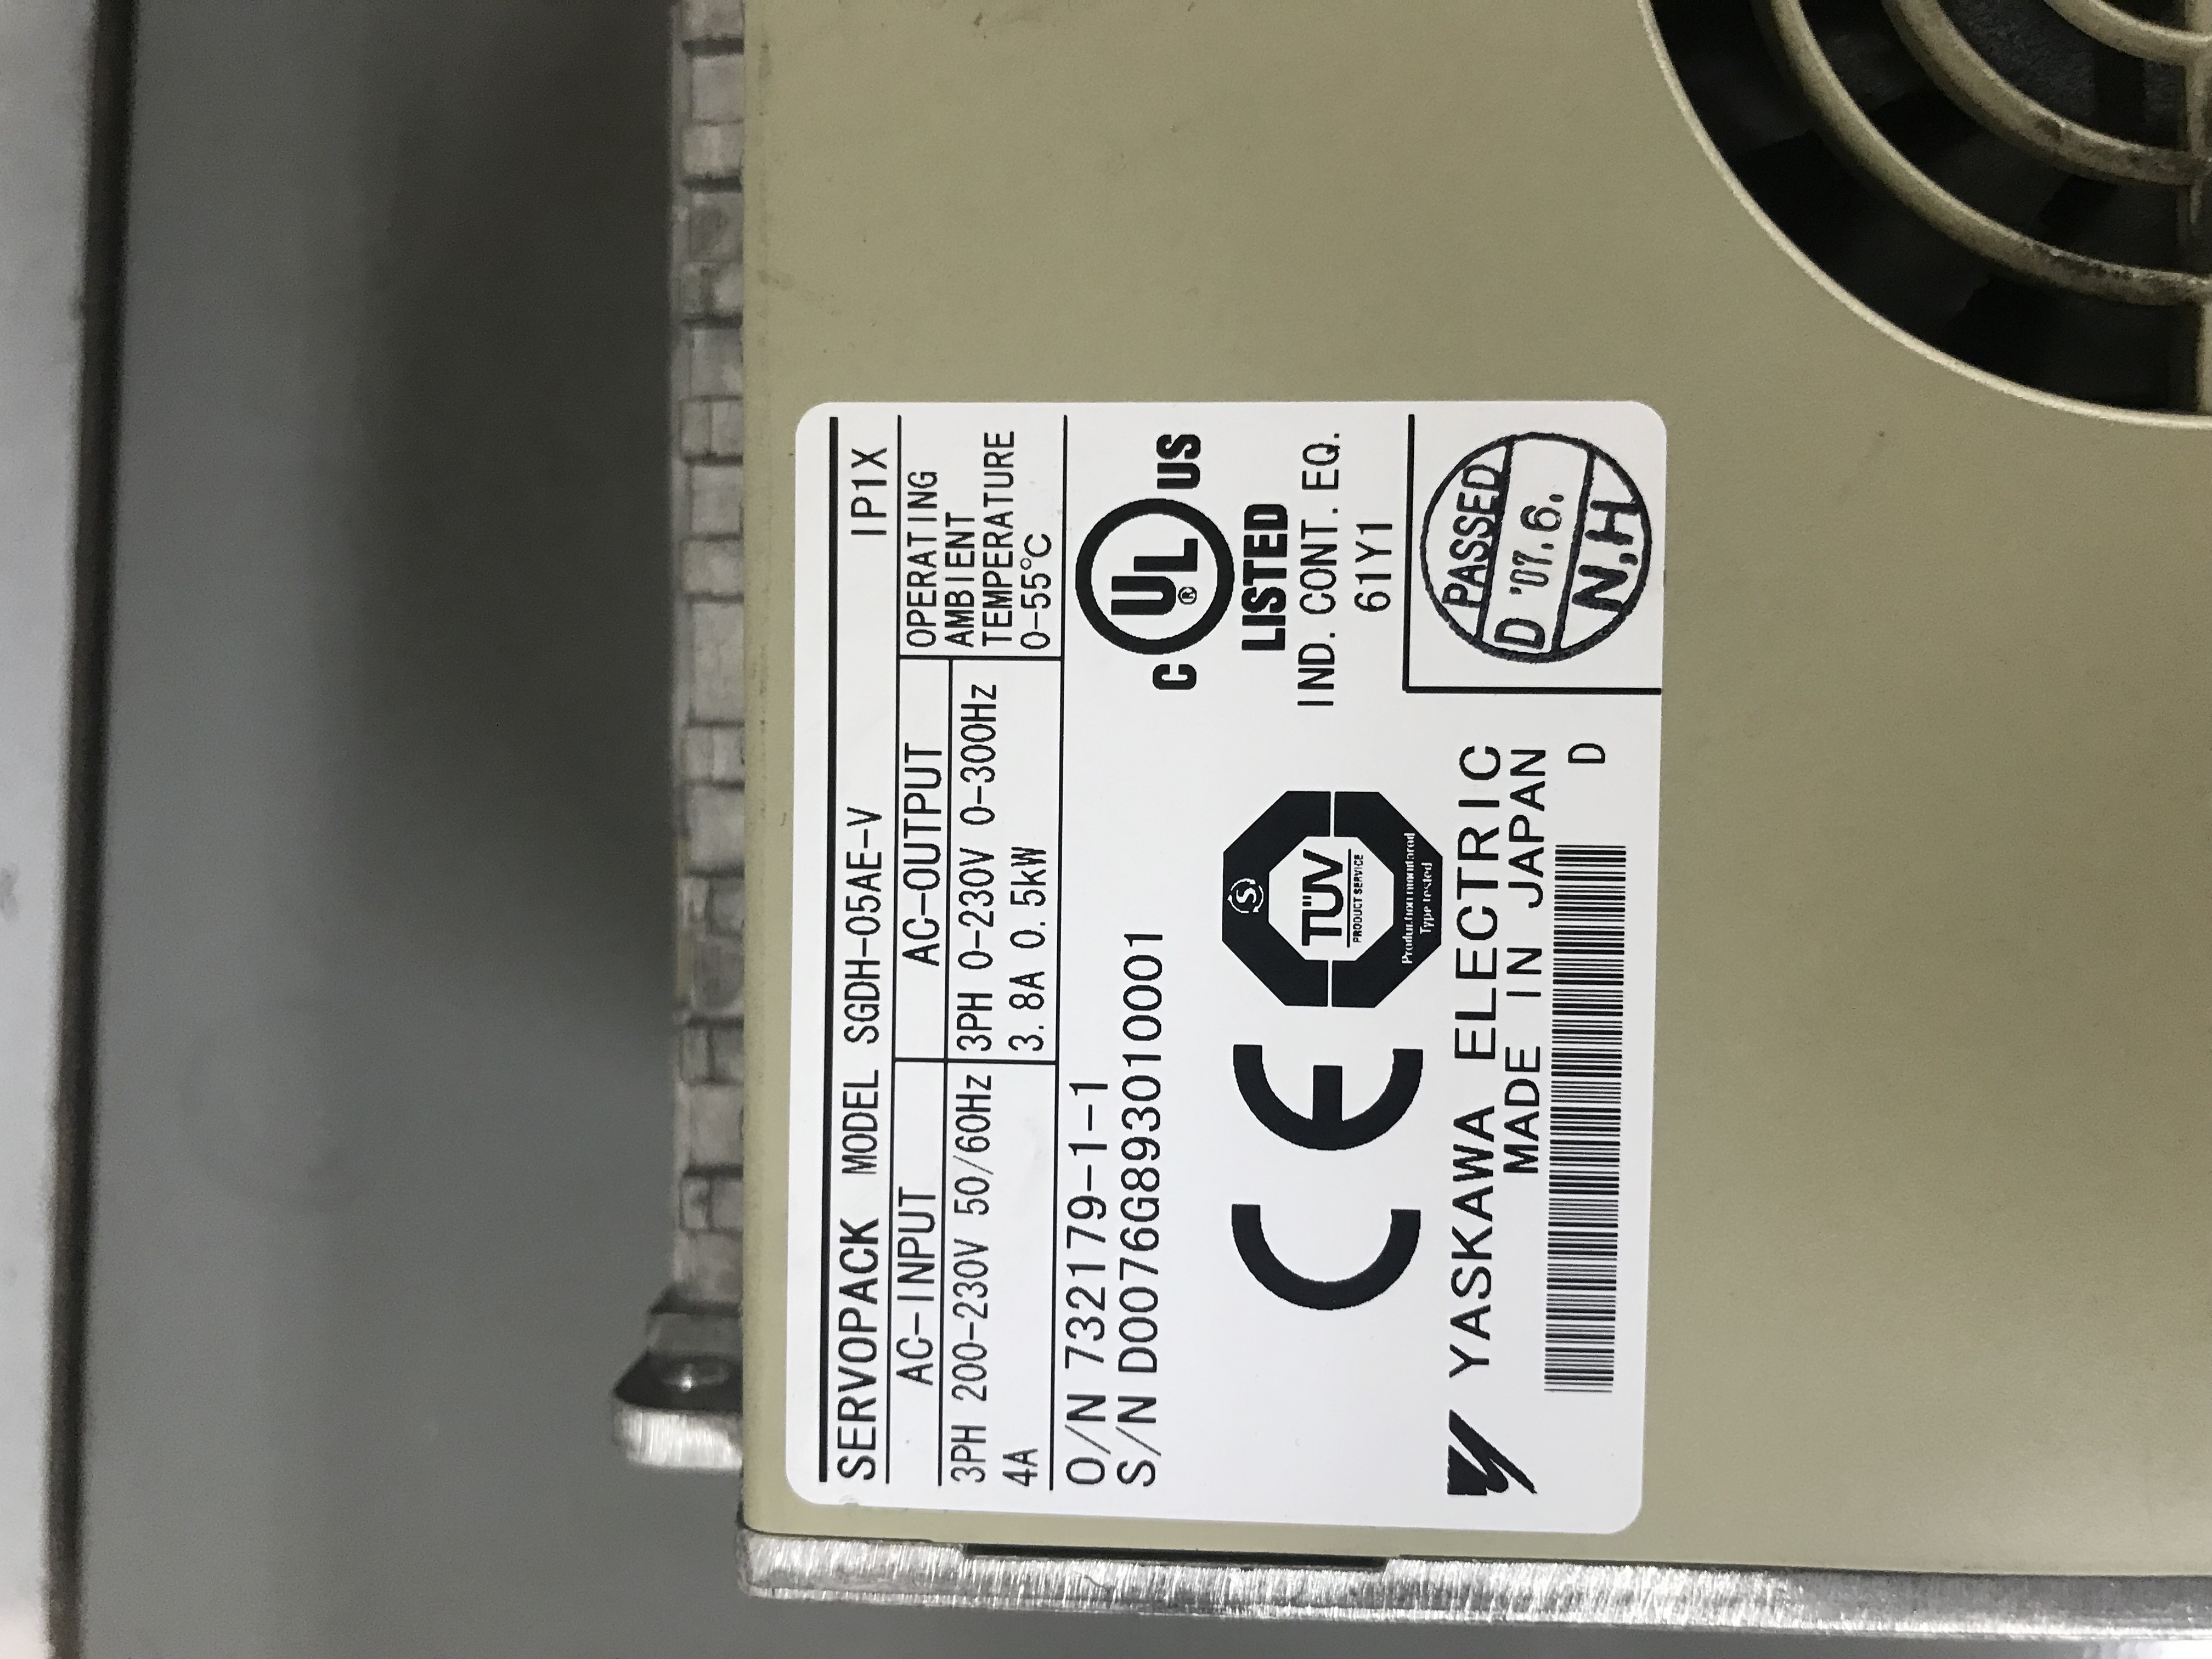 SERVOPACK MODEL SGDH-05AE-V IP1X
AC-INPUT AC-OUTPUT OPERATING AMBIENT TEMPERATURE 0-55℃
3PH 200-230V 50/60Hz 3PH 0-230V 0-300Hz
4A 3.8A 0.5kW
O/N 732179-1-1
S/N D0076G893010001
C UL ® US
LISTED
IND. CONT. EQ.
61Y1
CE
S
TÜV
PRODUCT SERVICE
Production monitored
Type tested
YASKAWA ELECTRIC
MADE IN JAPAN
D
PASSED
D '07.6.
N.H